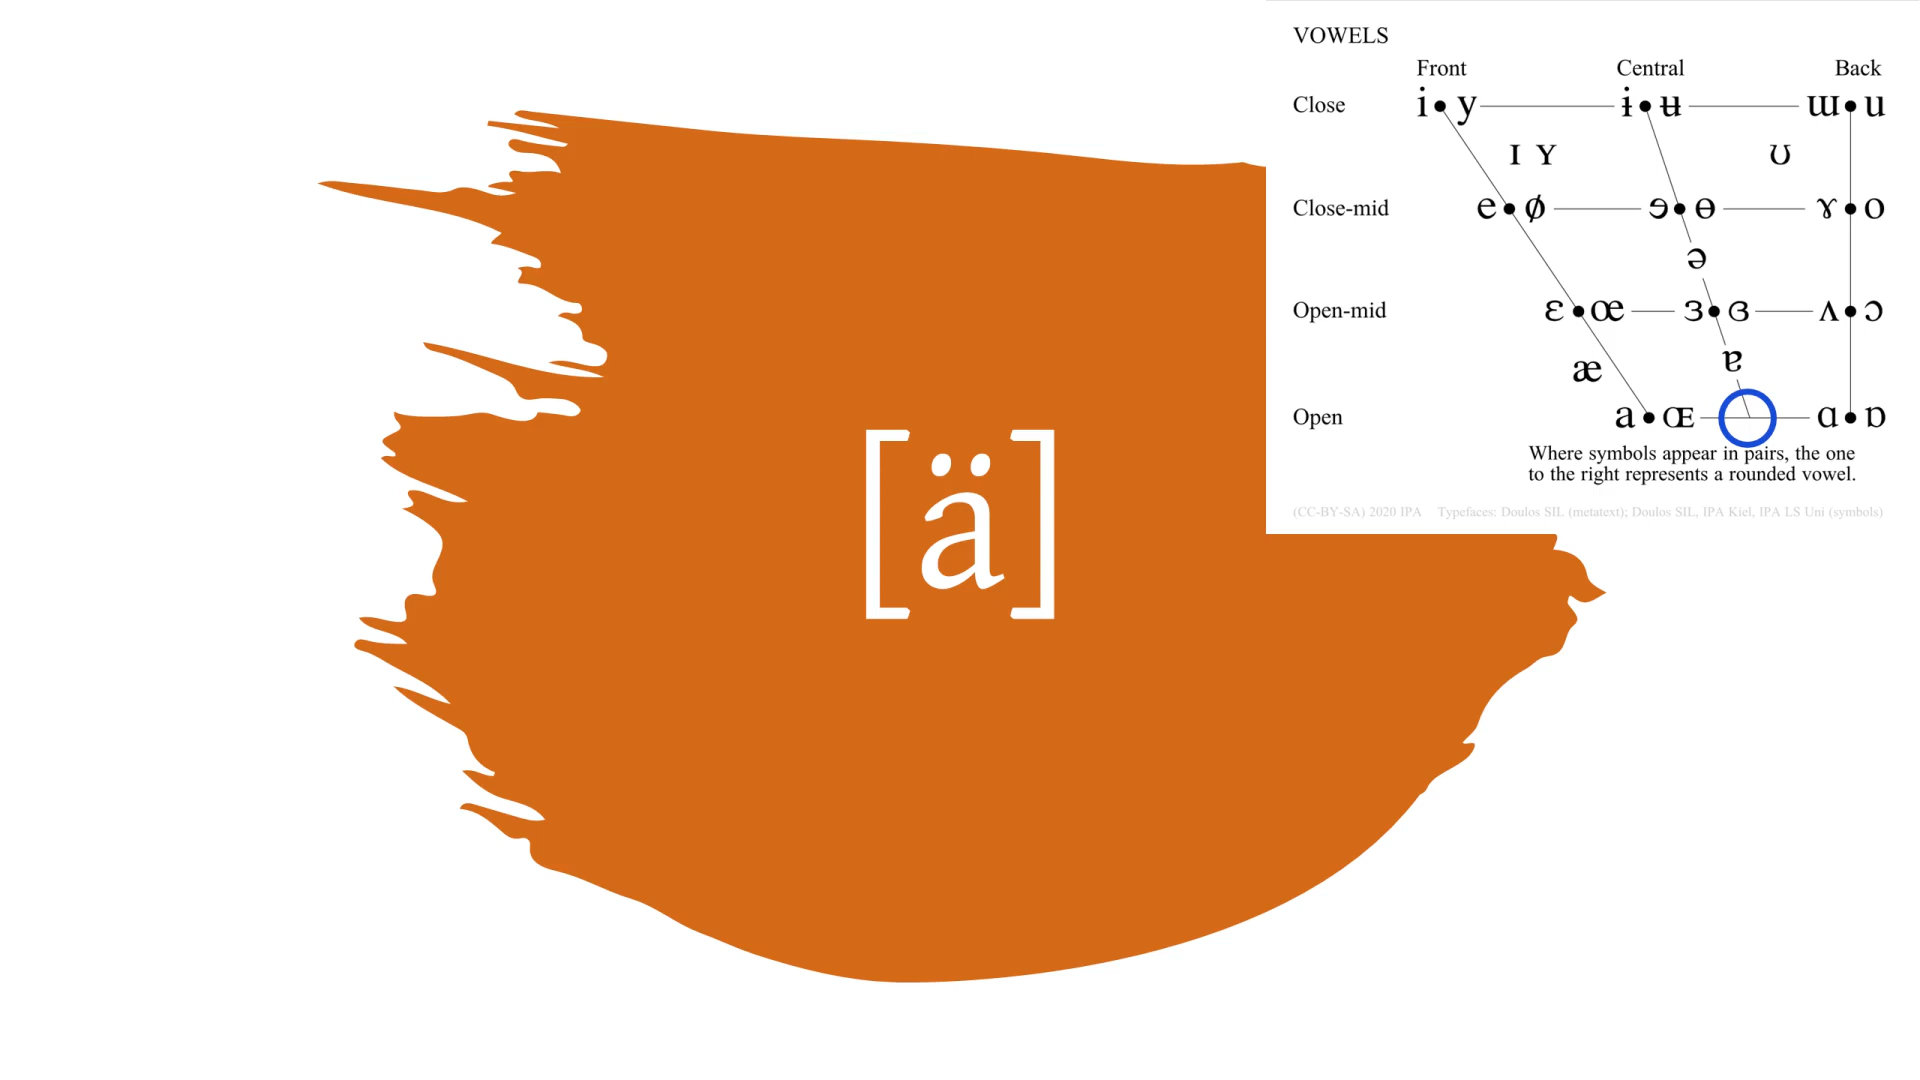 [ä]
VOWELS
Front Central Back
Close i y ɨ ʉ ɯ u
ɪ ʏ ʊ
Close-mid e ø ɘ ɵ ɤ o
ə
Open-mid ɛ œ ɜ ɞ ʌ ɔ
æ ɐ
Open a ɶ ɑ ɒ
Where symbols appear in pairs, the one
to the right represents a rounded vowel.
(CC-BY-SA) 2020 IPA Typefaces: Doulos SIL (metatext); Doulos SIL, IPA Kiel, IPA LS Uni (symbols)